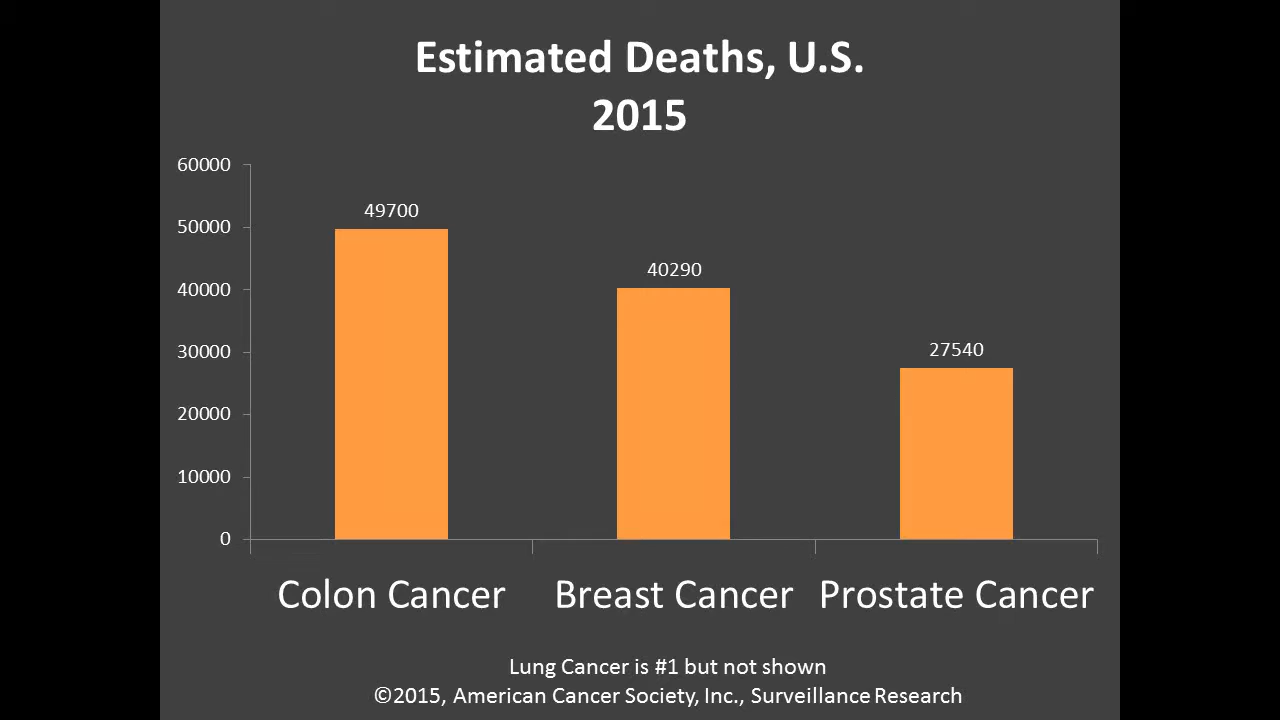 Estimated Deaths, U.S.
2015
60000
50000
40000
30000
20000
10000
0
49700
40290
27540
Colon Cancer Breast Cancer Prostate Cancer
Lung Cancer is #1 but not shown
©2015, American Cancer Society, Inc., Surveillance Research